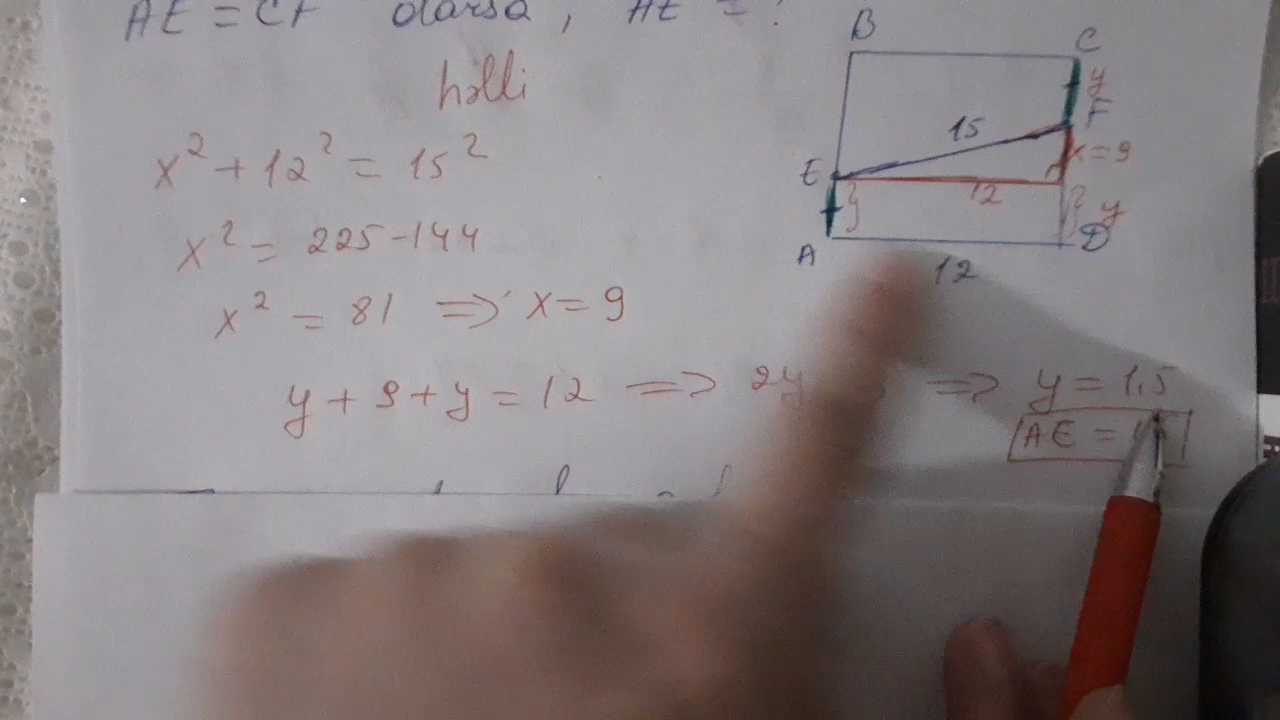 AE = CF olarsa, AE = ?
həlli
x² + 12² = 15²
x² = 225 - 144
x² = 81 => x = 9
y + 9 + y = 12 => 2y => y = 1,5
AE =
B
C
y
F
15
x = 9
E
12
y
y
A
D
12